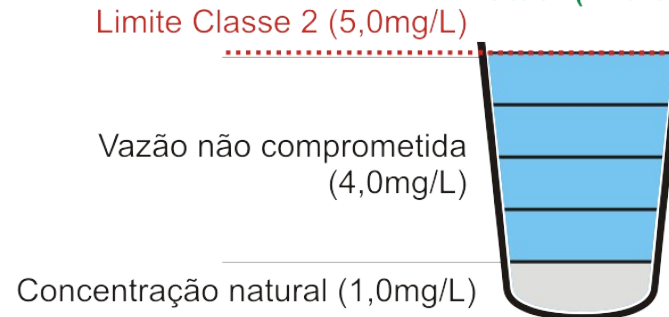 Limite Classe 2 (5,0mg/L)
Vazão não comprometida
(4,0mg/L)
Concentração natural (1,0mg/L)